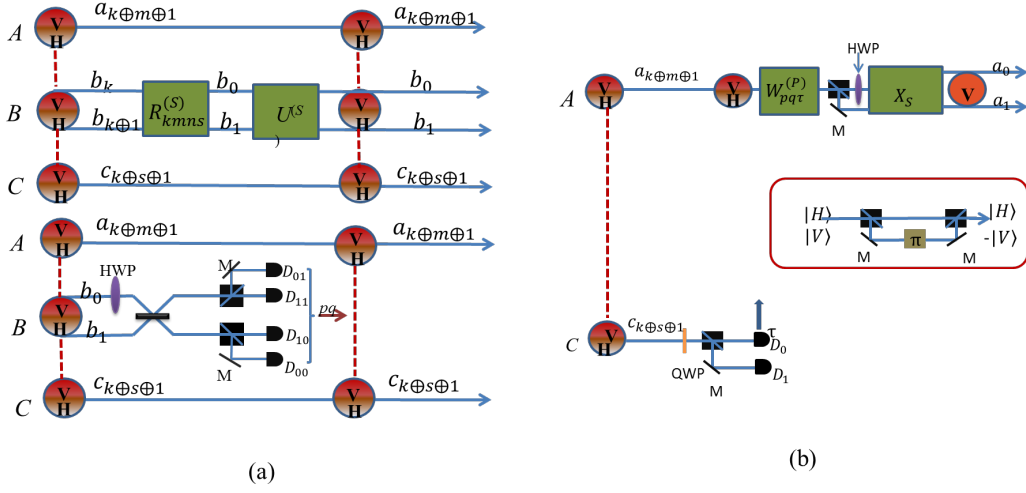 A V H a_{k⊕m⊕1} V H a_{k⊕m⊕1}
B V H b_k R_{kmns}^{(S)} b_0 U^{(S} b_0 V H
b_{k⊕1} b_1 ) b_1
C V H c_{k⊕s⊕1} V H c_{k⊕s⊕1}
A V H a_{k⊕m⊕1} V H a_{k⊕m⊕1}
HWP M D_{01}
B V H b_0 D_{11} pq
b_1 D_{10}
M D_{00}
C V H c_{k⊕s⊕1} V H c_{k⊕s⊕1}
(a)
HWP
A V H a_{k⊕m⊕1} V H W_{pqτ}^{(P)} X_S a_0 V
M a_1
|H⟩ |H⟩
|V⟩ π -|V⟩
M M
C V H c_{k⊕s⊕1} τ
D_0
QWP D_1
M
(b)